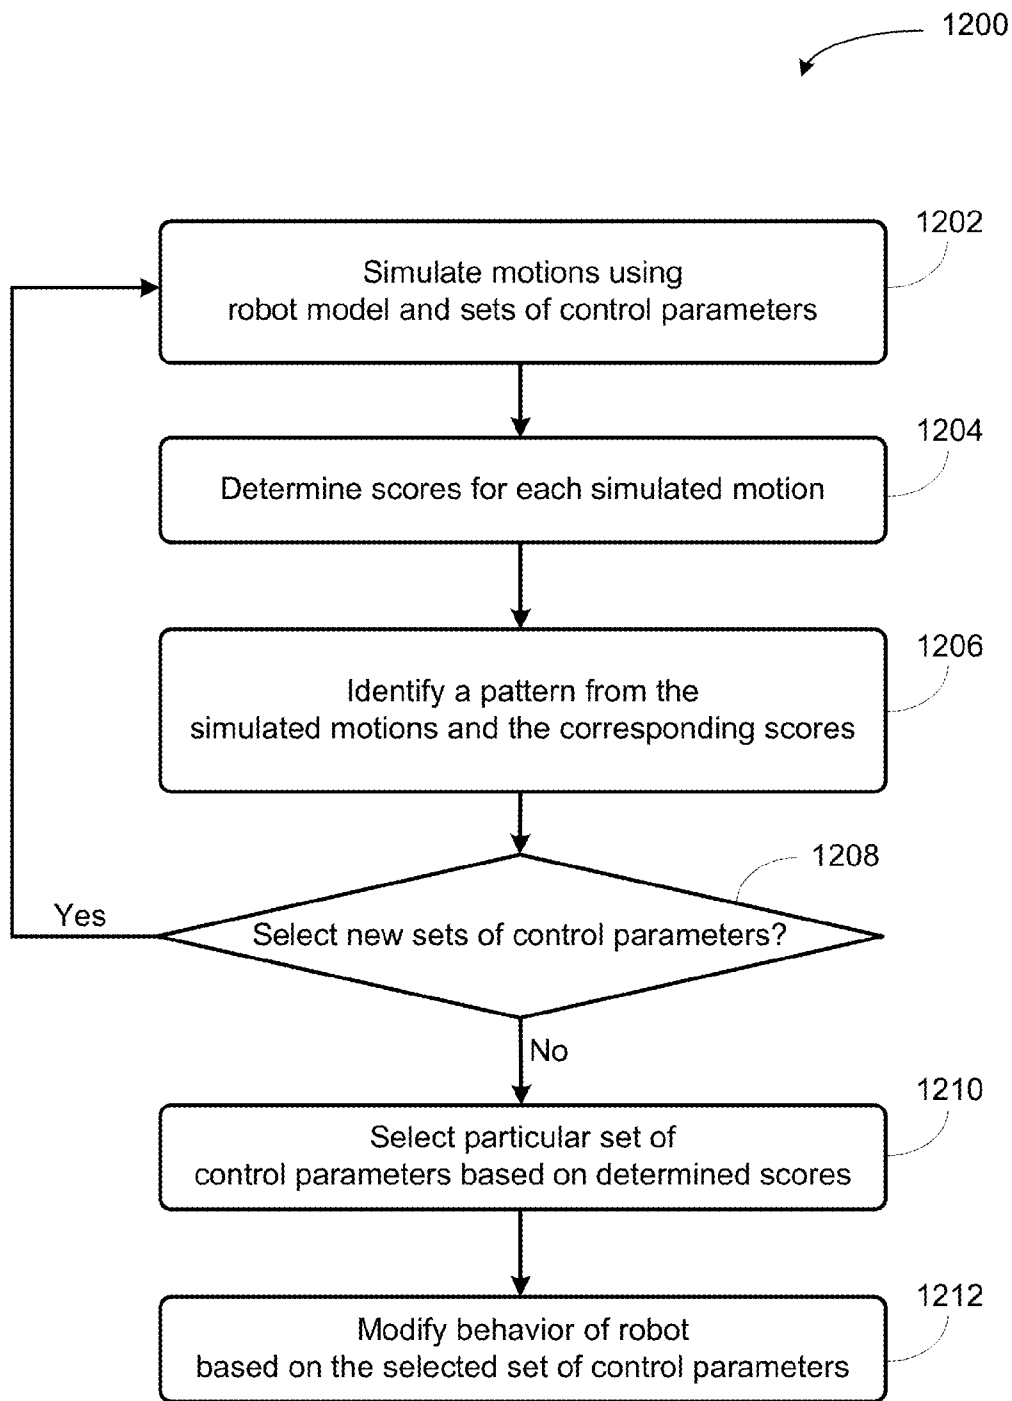 1200
1202
Simulate motions using
robot model and sets of control parameters
1204
Determine scores for each simulated motion
1206
Identify a pattern from the
simulated motions and the corresponding scores
1208
Yes
Select new sets of control parameters?
No
1210
Select particular set of
control parameters based on determined scores
1212
Modify behavior of robot
based on the selected set of control parameters